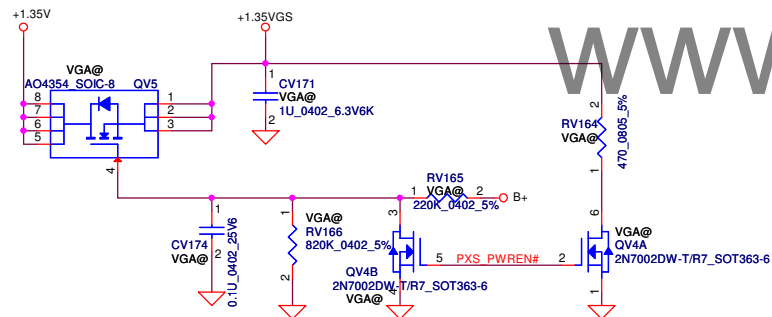 +1.35V
+1.35VGS
WWW
VGA@
AO4354_SOIC-8 QV5
8
7
6
5
1
2
3
4
1
CV171
VGA@
1U_0402_6.3V6K
2
2
RV164
VGA@
470_0805_5%
1
RV165
1 VGA@ 2 B+
220K_0402_5%
1
CV174
VGA@
2
0.1U_0402_25V6
1
VGA@
RV166
820K_0402_5%
2
3
5 PXS_PWREN# 2
QV4B
2N7002DW-T/R7_SOT363-6
VGA@
4
6
VGA@
QV4A
2N7002DW-T/R7_SOT363-6
1